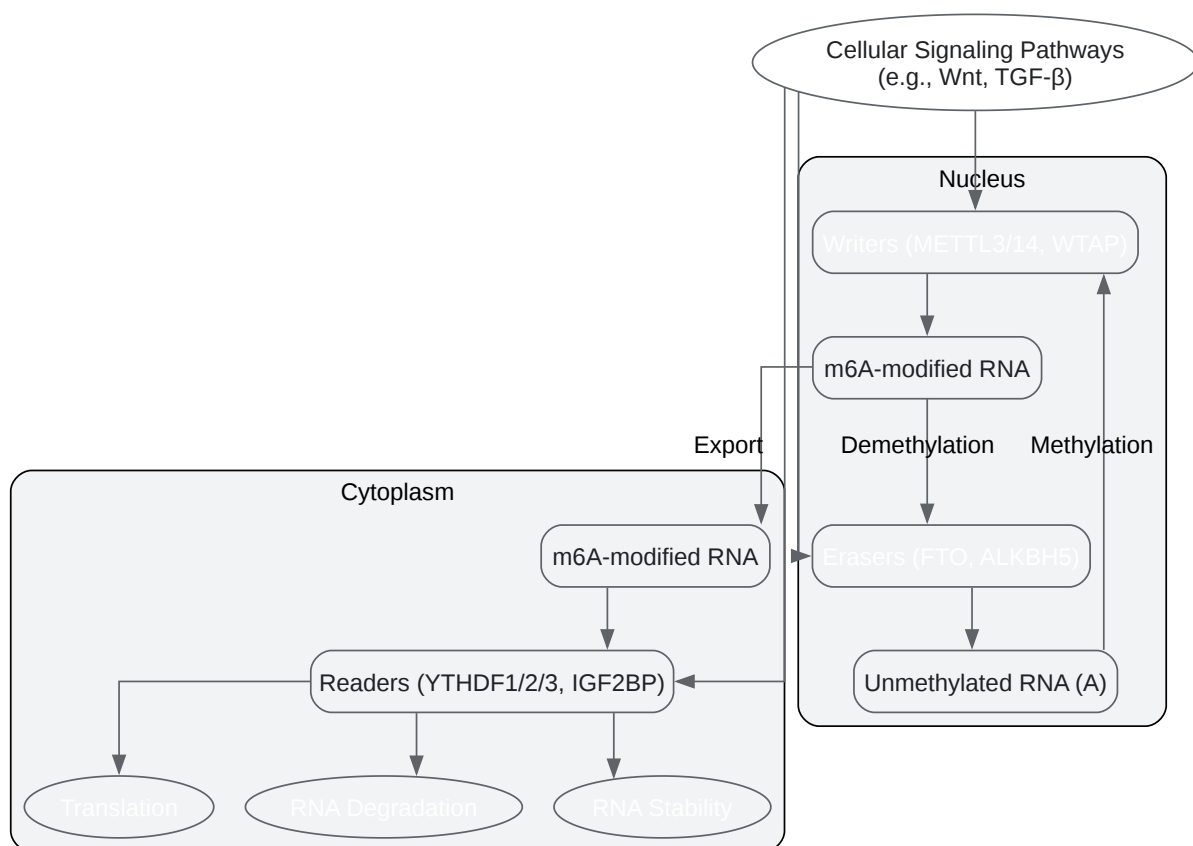 Cellular Signaling Pathways
(e.g., Wnt, TGF-β)
Nucleus
Writers (METTL3/14, WTAP)
m6A-modified RNA
Export
Demethylation
Methylation
Cytoplasm
m6A-modified RNA
Erasers (FTO, ALKBH5)
Readers (YTHDF1/2/3, IGF2BP)
Unmethylated RNA (A)
Translation
RNA Degradation
RNA Stability